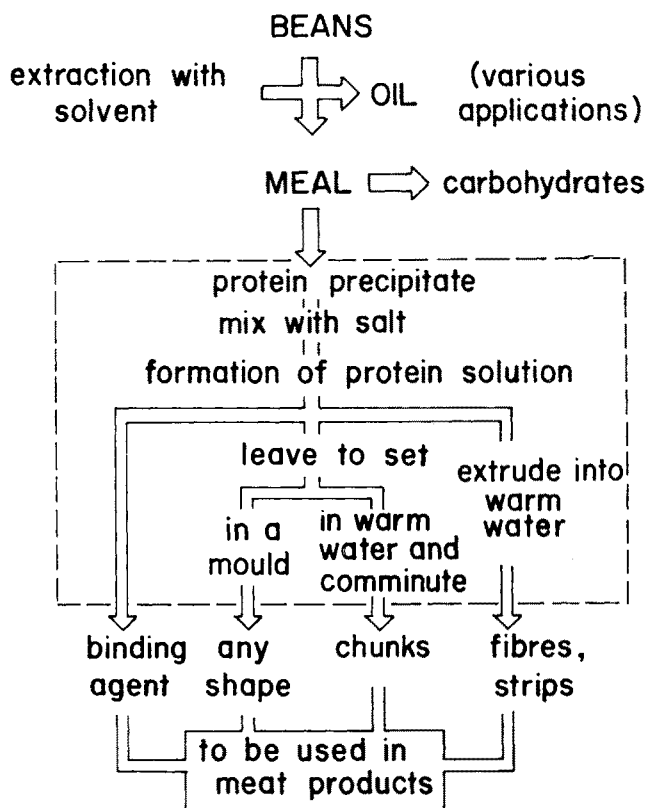 BEANS
extraction with
solvent
OIL
(various
applications)
MEAL
carbohydrates
protein precipitate
mix with salt
formation of protein solution
leave to set
extrude into
warm
water
in a
mould
in warm
water and
comminute
binding
agent
any
shape
chunks
fibres,
strips
to be used in
meat products